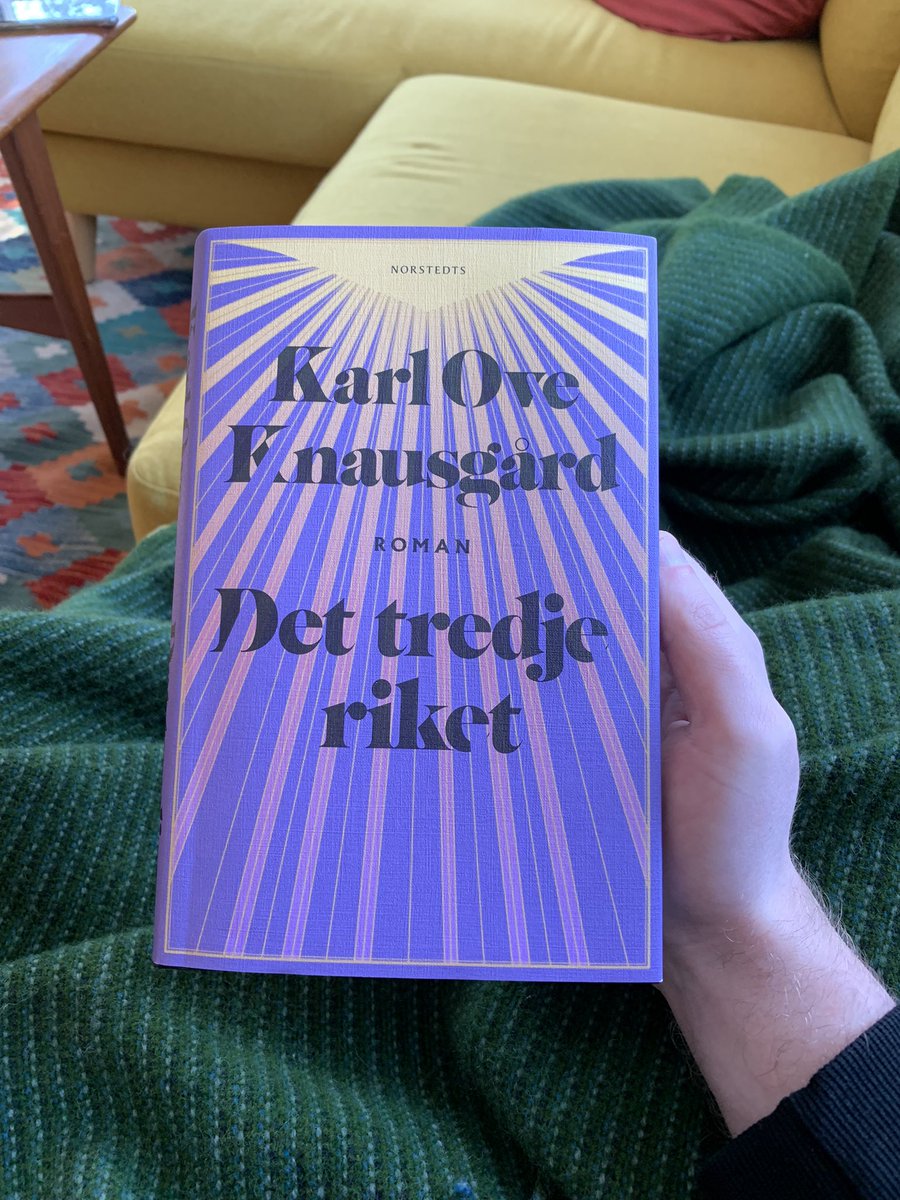 NORSTEDTS
Karl Ove
Knausgård
ROMAN
Det tredje
riket